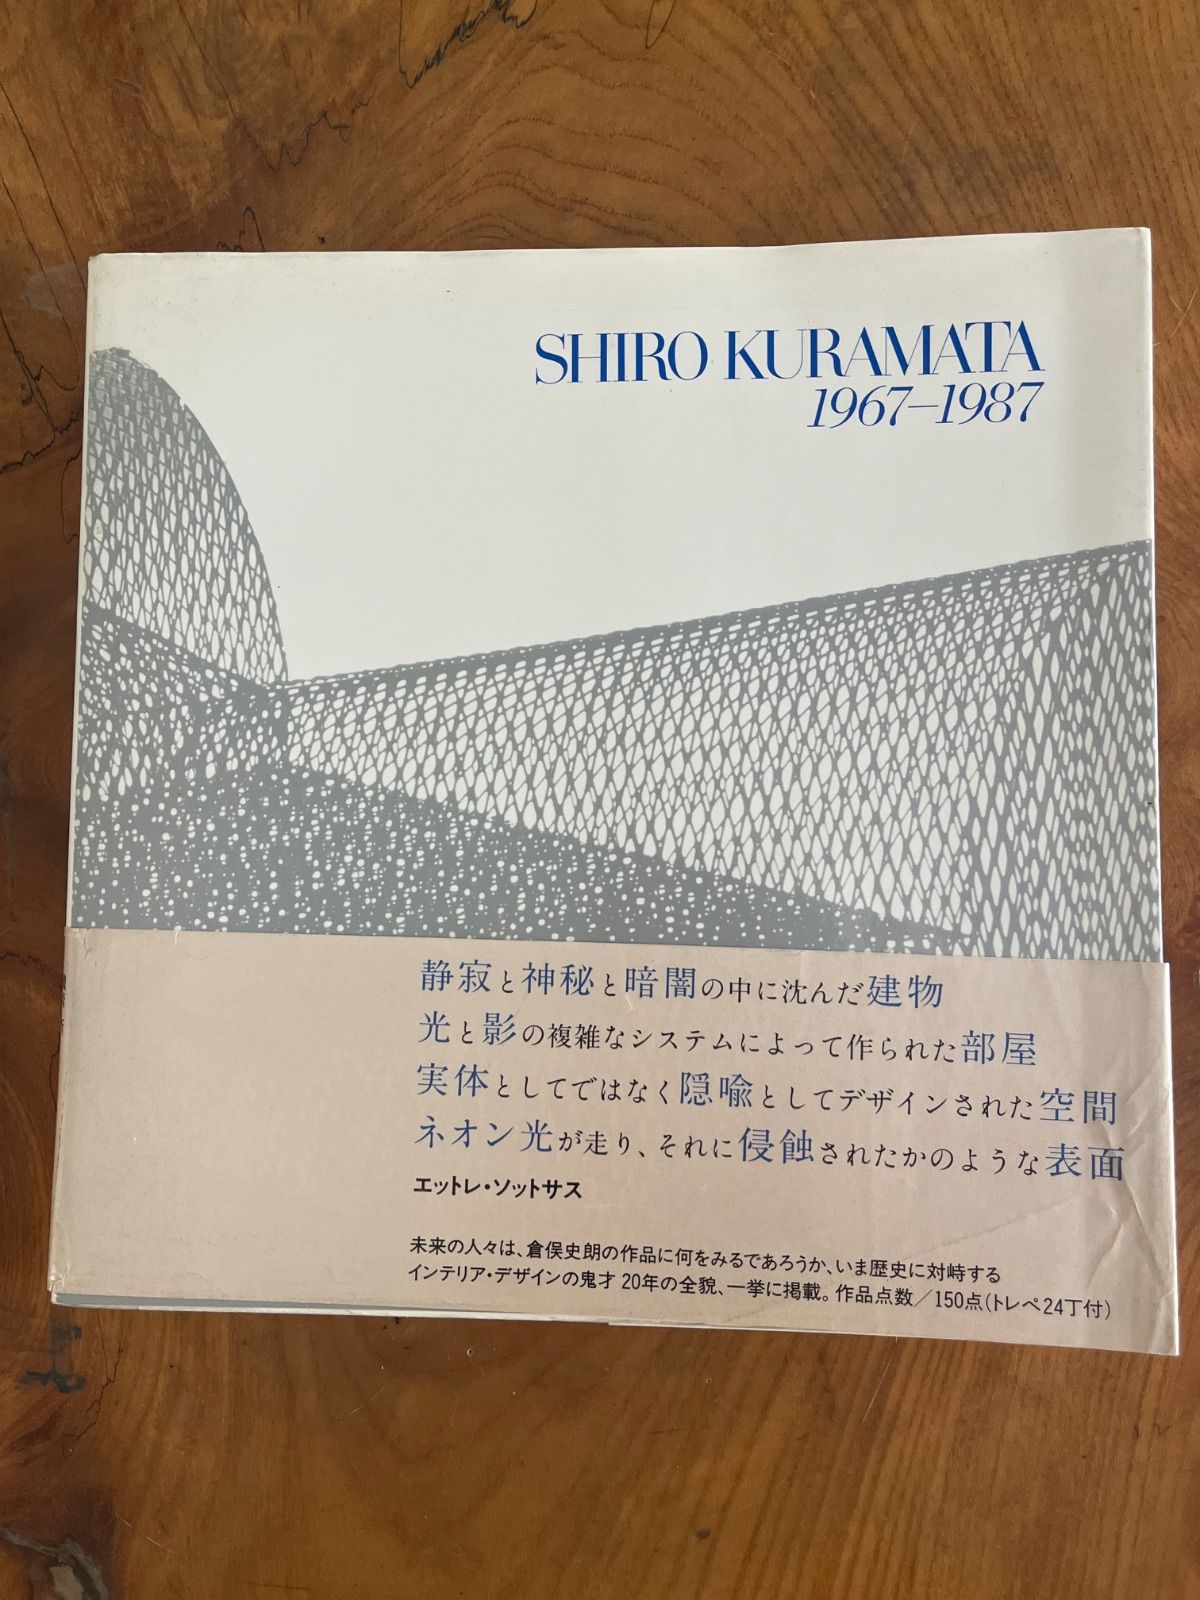 SHIRO KURAMATA
1967–1987
静寂と神秘と暗闇の中に沈んだ建物
光と影の複雑なシステムによって作られた部屋
実体としてではなく隠喩としてデザインされた空間
ネオン光が走り、それに侵蝕されたかのような表面
エットレ・ソットサス
未来の人々は、倉俣史朗の作品に何をみるであろうか、いま歴史に対峙する
インテリア・デザインの鬼才 20年の全貌、一挙に掲載。作品点数／150点(トレペ24丁付)